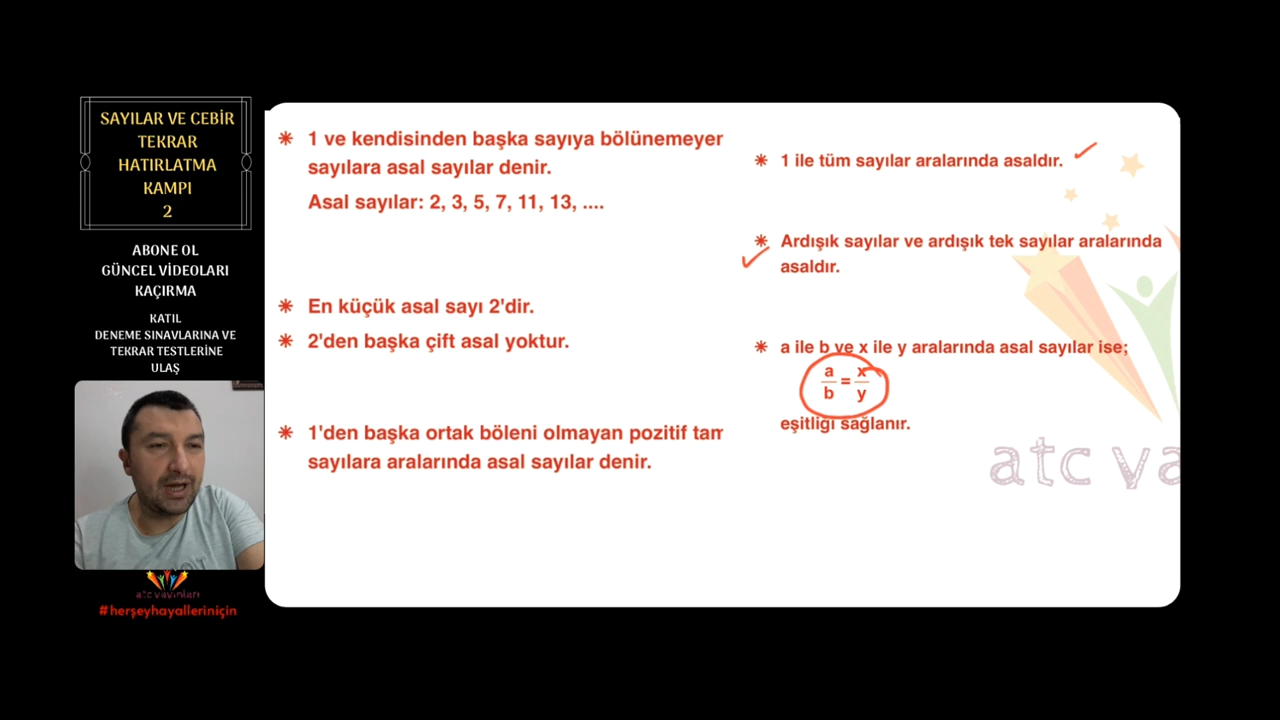 SAYILAR VE CEBİR
TEKRAR
HATIRLATMA
KAMPI
2
ABONE OL
GÜNCEL VİDEOLARI
KAÇIRMA
KATIL
DENEME SINAVLARINA VE
TEKRAR TESTLERİNE
ULAŞ
atc yayınları
#herşeyhayalleriniçin
✳ 1 ve kendisinden başka sayıya bölünemeyer
sayılara asal sayılar denir.
Asal sayılar: 2, 3, 5, 7, 11, 13, ....
✳ En küçük asal sayı 2'dir.
✳ 2'den başka çift asal yoktur.
✳ 1'den başka ortak böleni olmayan pozitif tam
sayılara aralarında asal sayılar denir.
✳ 1 ile tüm sayılar aralarında asaldır.
✳ Ardışık sayılar ve ardışık tek sayılar aralarında
asaldır.
✳ a ile b ve x ile y aralarında asal sayılar ise;
a/b = x/y
eşitliği sağlanır.
atc ya